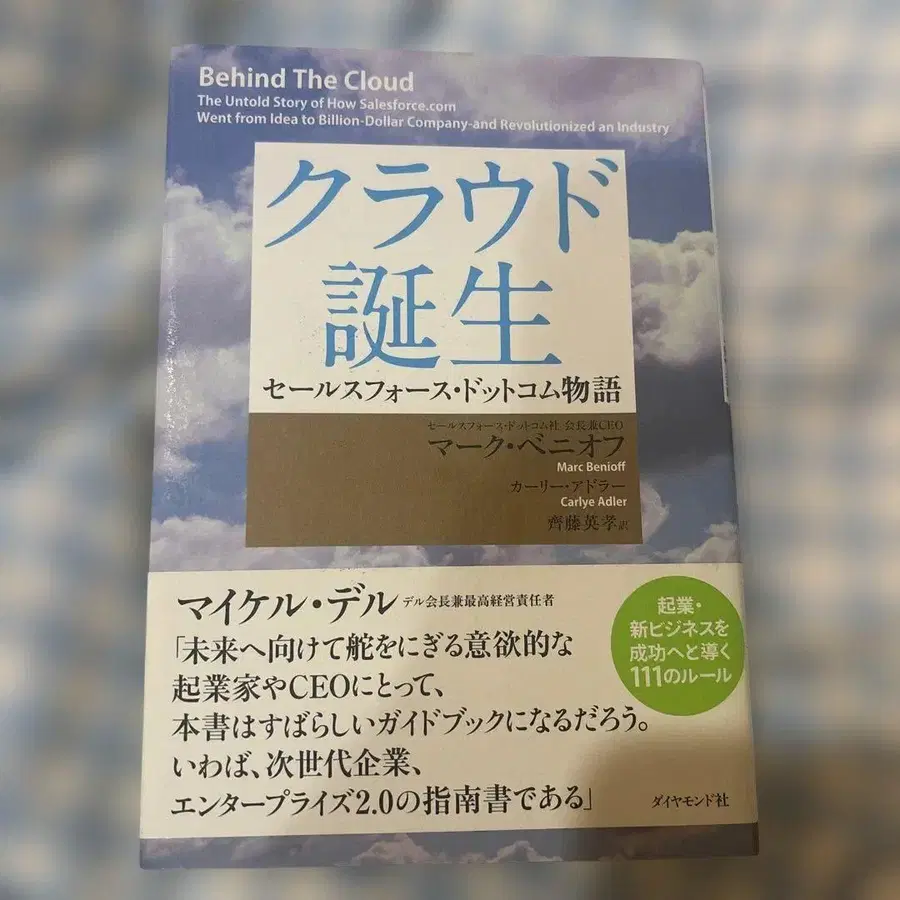 Behind The Cloud
The Untold Story of How Salesforce.com
Went from Idea to Billion-Dollar Company-and Revolutionized an Industry
クラウド
誕生
セールスフォース・ドットコム物語
セールスフォース・ドットコム社 会長兼CEO
マーク・ベニオフ
Marc Benioff
カーリー・アドラー
Carlye Adler
齊藤英孝 訳
マイケル・デル デル会長兼最高経営責任者
「未来へ向けて舵をにぎる意欲的な
起業家やCEOにとって、
本書はすばらしいガイドブックになるだろう。
いわば、次世代企業、
エンタープライズ2.0の指南書である」
起業・
新ビジネスを
成功へと導く
111のルール
ダイヤモンド社